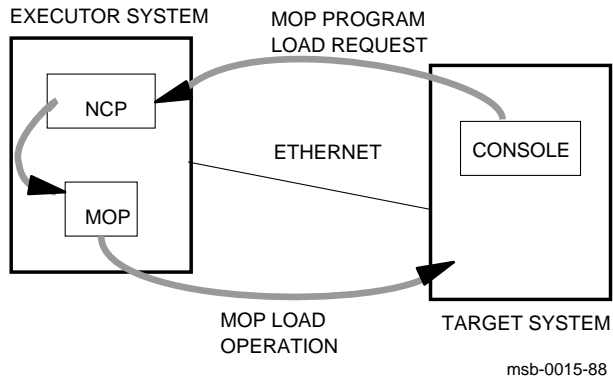 EXECUTOR SYSTEM
MOP PROGRAM
LOAD REQUEST
NCP
ETHERNET
CONSOLE
MOP
MOP LOAD
OPERATION
TARGET SYSTEM
msb-0015-88